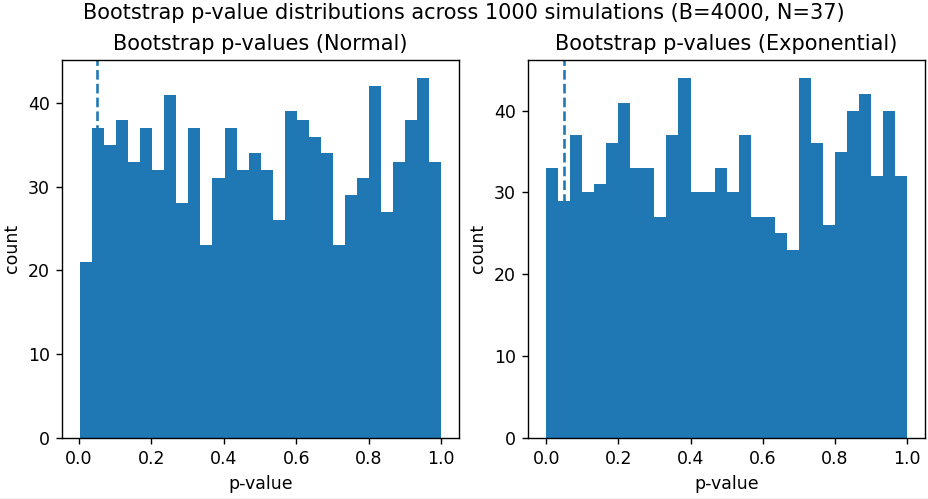 Bootstrap p-value distributions across 1000 simulations (B=4000, N=37)
Bootstrap p-values (Normal)
count
40
30
20
10
0
0.0 0.2 0.4 0.6 0.8 1.0
p-value
Bootstrap p-values (Exponential)
count
40
30
20
10
0
0.0 0.2 0.4 0.6 0.8 1.0
p-value